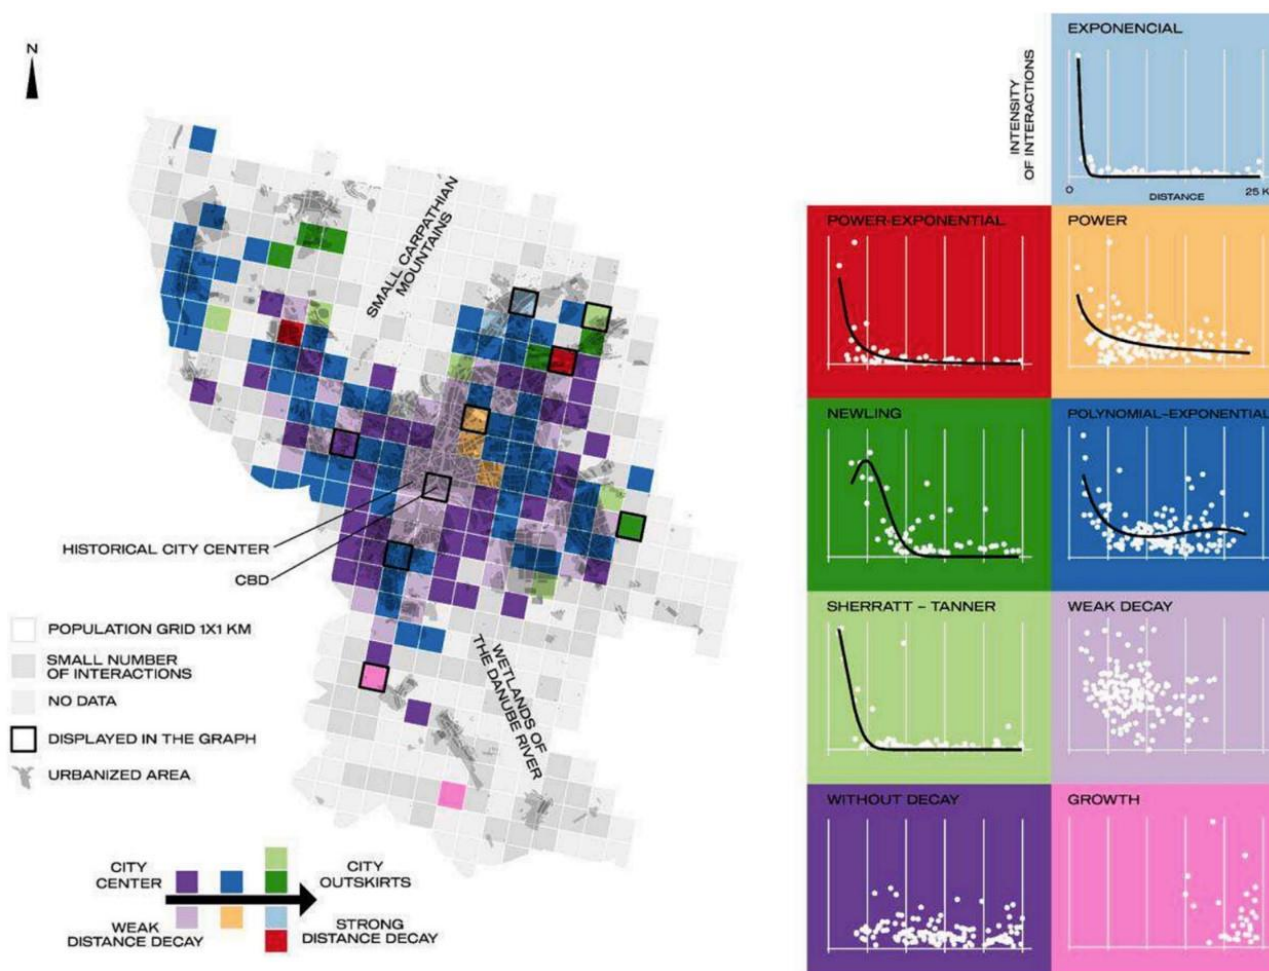 N
SMALL CARPATHIAN
MOUNTAINS
HISTORICAL CITY CENTER
CBD
POPULATION GRID 1X1 KM
SMALL NUMBER
OF INTERACTIONS
NO DATA
DISPLAYED IN THE GRAPH
URBANIZED AREA
WETLANDS OF
THE DANUBE RIVER
CITY
CENTER
CITY
OUTSKIRTS
WEAK
DISTANCE DECAY
STRONG
DISTANCE DECAY
INTENSITY
OF INTERACTIONS
EXPONENCIAL
0
DISTANCE
25 K
POWER-EXPONENTIAL
POWER
NEWLING
POLYNOMIAL-EXPONENTIAL
SHERRATT - TANNER
WEAK DECAY
WITHOUT DECAY
GROWTH